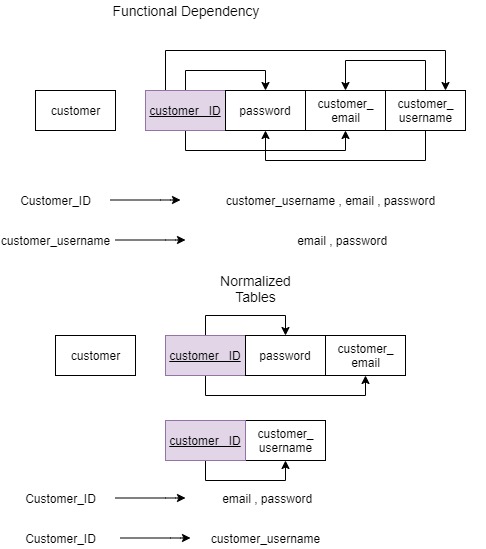 Functional Dependency
customer
customer_ID
password
customer_
email
customer_
username
Customer_ID
customer_username , email , password
customer_username
email , password
Normalized
Tables
customer
customer_ID
password
customer_
email
customer_ID
customer_
username
Customer_ID
email , password
Customer_ID
customer_username